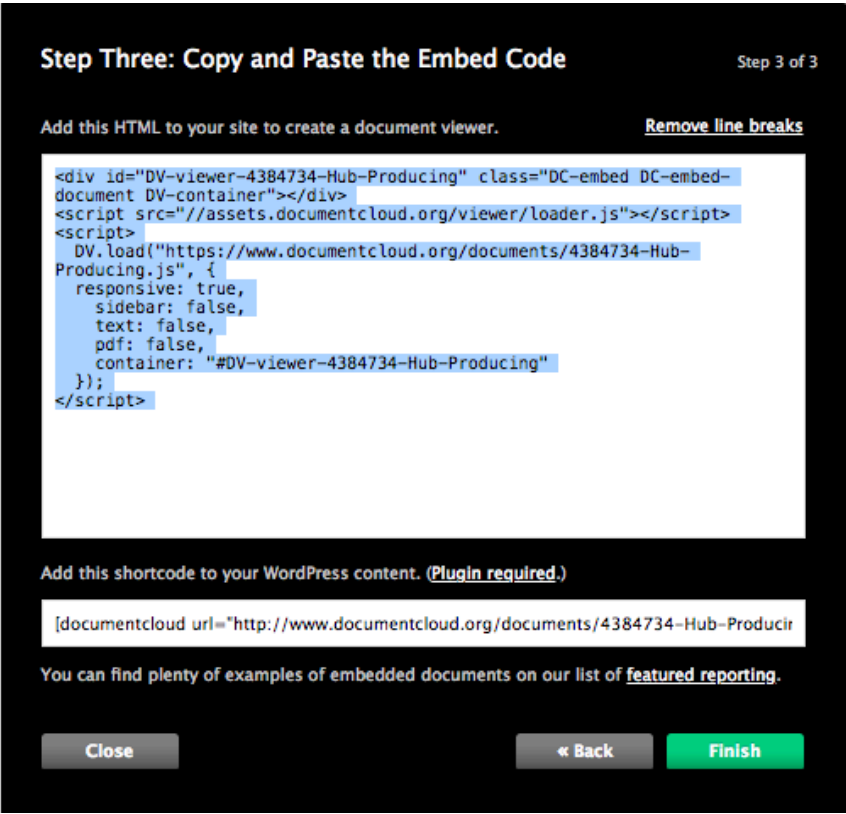 Step Three: Copy and Paste the Embed Code
Step 3 of 3
Add this HTML to your site to create a document viewer.
Remove line breaks
<div id="DV-viewer-4384734-Hub-Producing" class="DC-embed DC-embed-
document DV-container"></div>
<script src="//assets.documentcloud.org/viewer/loader.js"></script>
<script>
  DV.load("https://www.documentcloud.org/documents/4384734-Hub-
Producing.js", {
  responsive: true,
    sidebar: false,
    text: false,
    pdf: false,
    container: "#DV-viewer-4384734-Hub-Producing"
  });
</script>
Add this shortcode to your WordPress content. (Plugin required.)
[documentcloud url="http://www.documentcloud.org/documents/4384734-Hub-Producin
You can find plenty of examples of embedded documents on our list of featured reporting.
Close
« Back
Finish